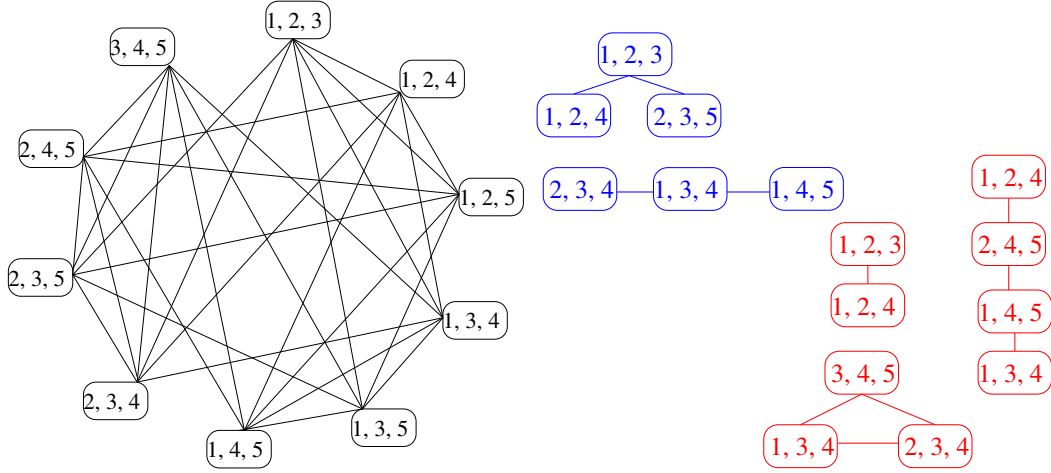 1, 2, 3
3, 4, 5
1, 2, 4
2, 4, 5
1, 2, 5
2, 3, 5
1, 3, 4
2, 3, 4
1, 3, 5
1, 4, 5
1, 2, 3
1, 2, 4
2, 3, 5
2, 3, 4
1, 3, 4
1, 4, 5
1, 2, 3
1, 2, 4
3, 4, 5
1, 3, 4
2, 3, 4
1, 2, 4
2, 4, 5
1, 4, 5
1, 3, 4